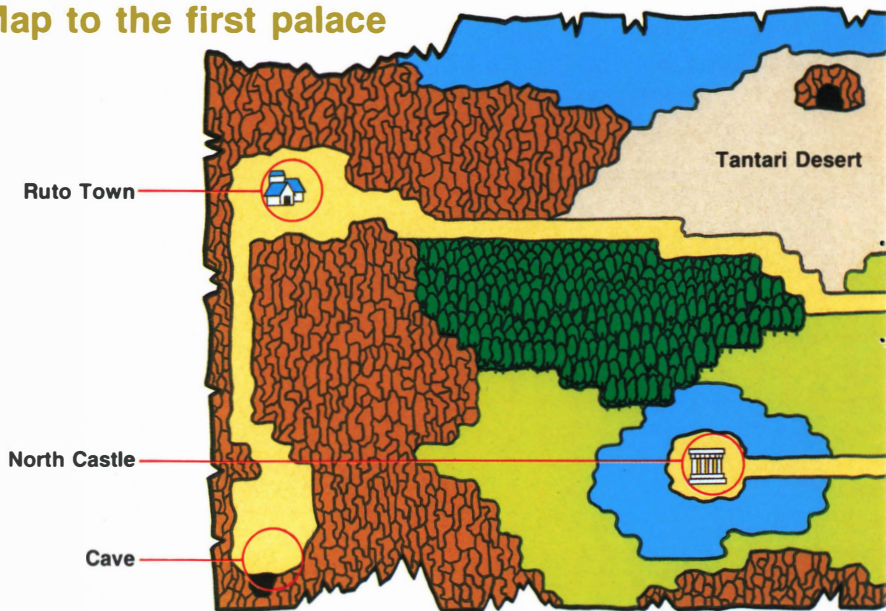 Map to the first palace
Tantari Desert
Ruto Town
North Castle
Cave